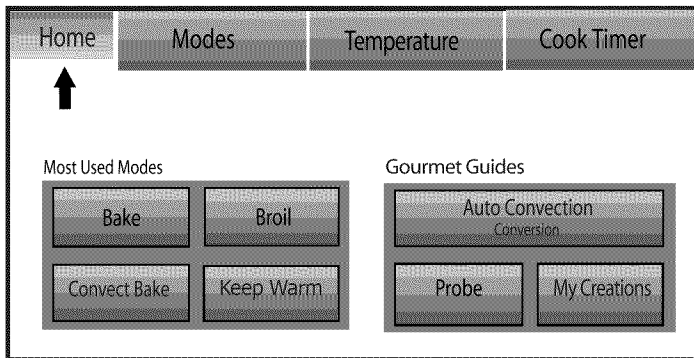 Home Modes Temperature Cook Timer
Most Used Modes
Bake Broil
Convect Bake Keep Warm
Gourmet Guides
Auto Convection
Conversion
Probe My Creations